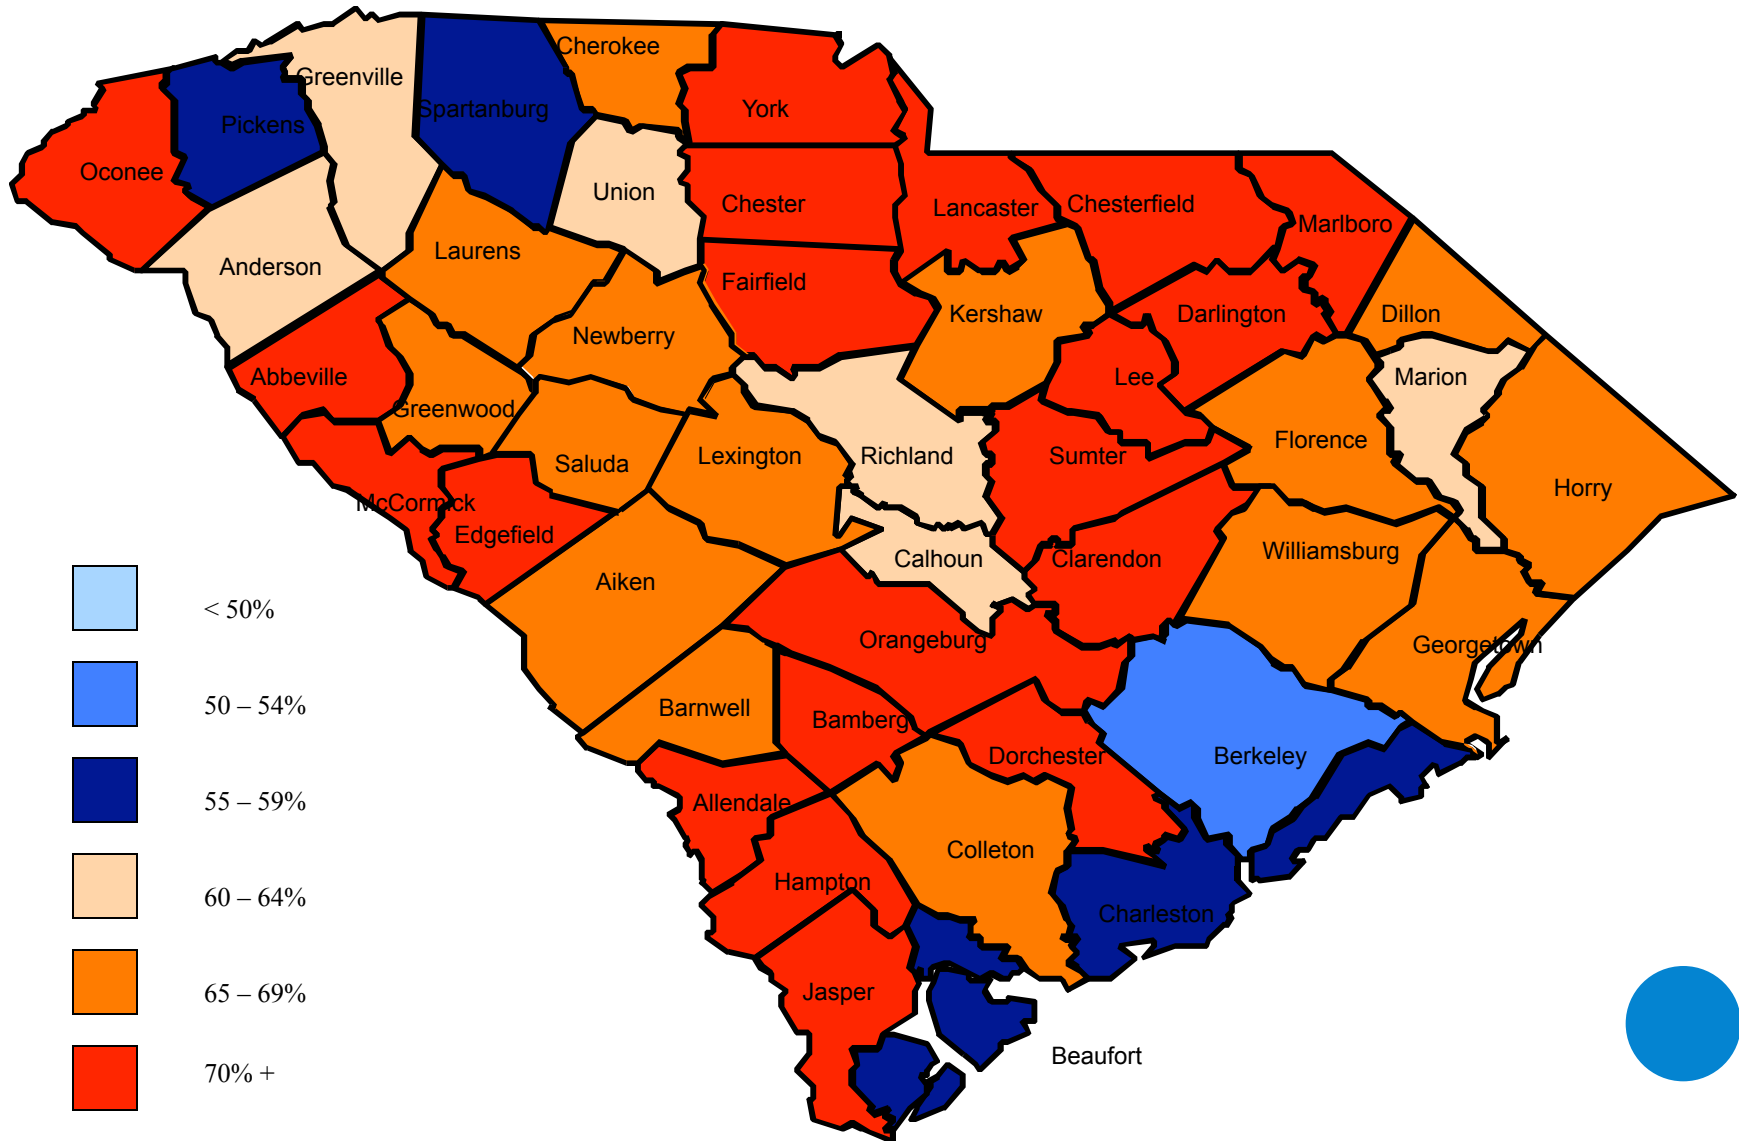 Cherokee
Greenville
Spartanburg
York
Pickens
Oconee
Union
Chester
Lancaster
Chesterfield
Marlboro
Laurens
Anderson
Fairfield
Kershaw
Darlington
Dillon
Newberry
Abbeville
Lee
Marion
Greenwood
Florence
Saluda
Lexington
Richland
Sumter
Horry
McCormick
Edgefield
Calhoun
Clarendon
Williamsburg
Aiken
Orangeburg
Georgetown
Barnwell
Bamberg
Dorchester
Berkeley
Allendale
Colleton
Hampton
Charleston
Jasper
Beaufort
< 50%
50 – 54%
55 – 59%
60 – 64%
65 – 69%
70% +